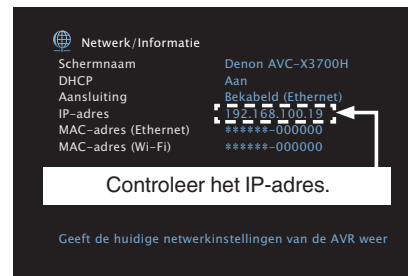 Netwerk/Informatie
Schermnaam Denon AVC-X3700H
DHCP Aan
Aansluiting Bekabeld (Ethernet)
IP-adres 192.168.100.19
MAC-adres (Ethernet) ******-000000
MAC-adres (Wi-Fi) ******-000000
Controleer het IP-adres.
Geeft de huidige netwerkinstellingen van de AVR weer